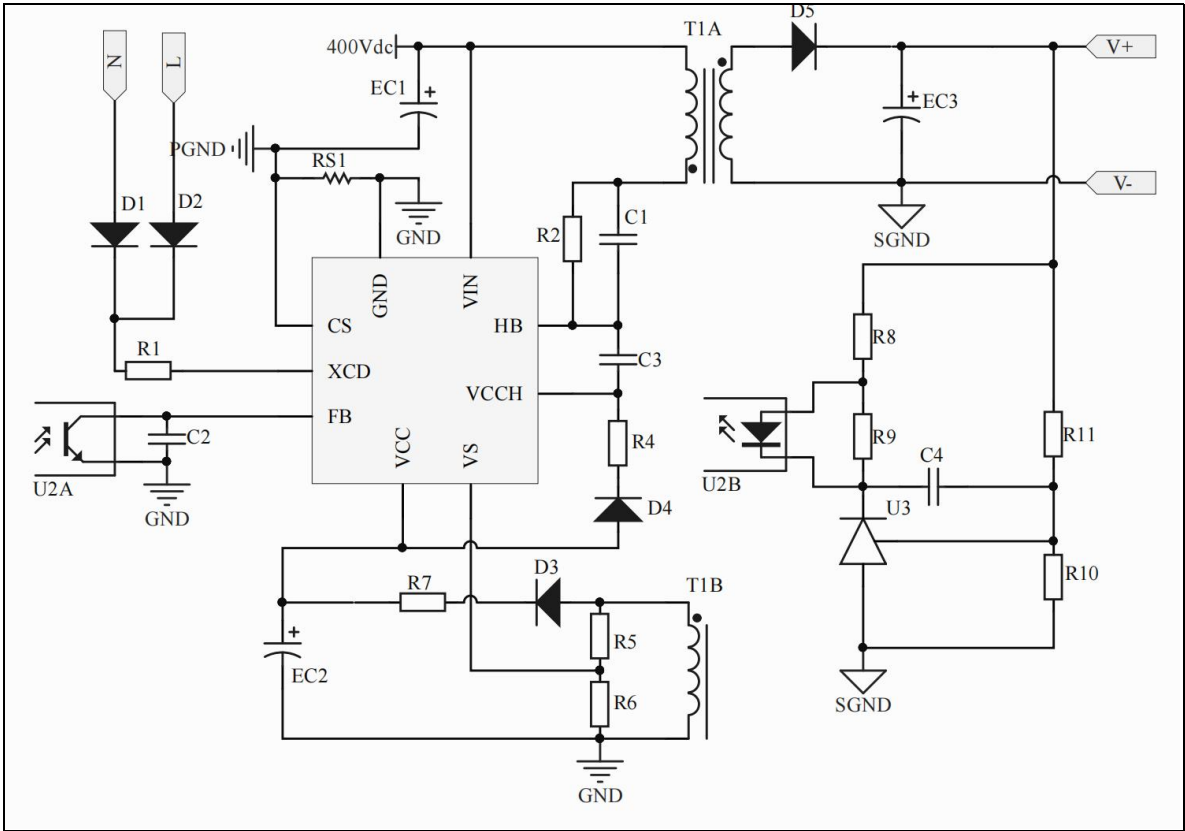 D5
T1A
N
L
400Vdc
V+
EC1
+
+
EC3
PGND
RS1
V-
D1
D2
C1
R2
GND
SGND
GND
VIN
CS
HB
R8
R1
C3
XCD
VCCH
FB
C2
R4
R9
R11
VCC
VS
C4
U2A
U2B
D4
U3
GND
D3
R7
T1B
R10
+
R5
EC2
R6
SGND
GND